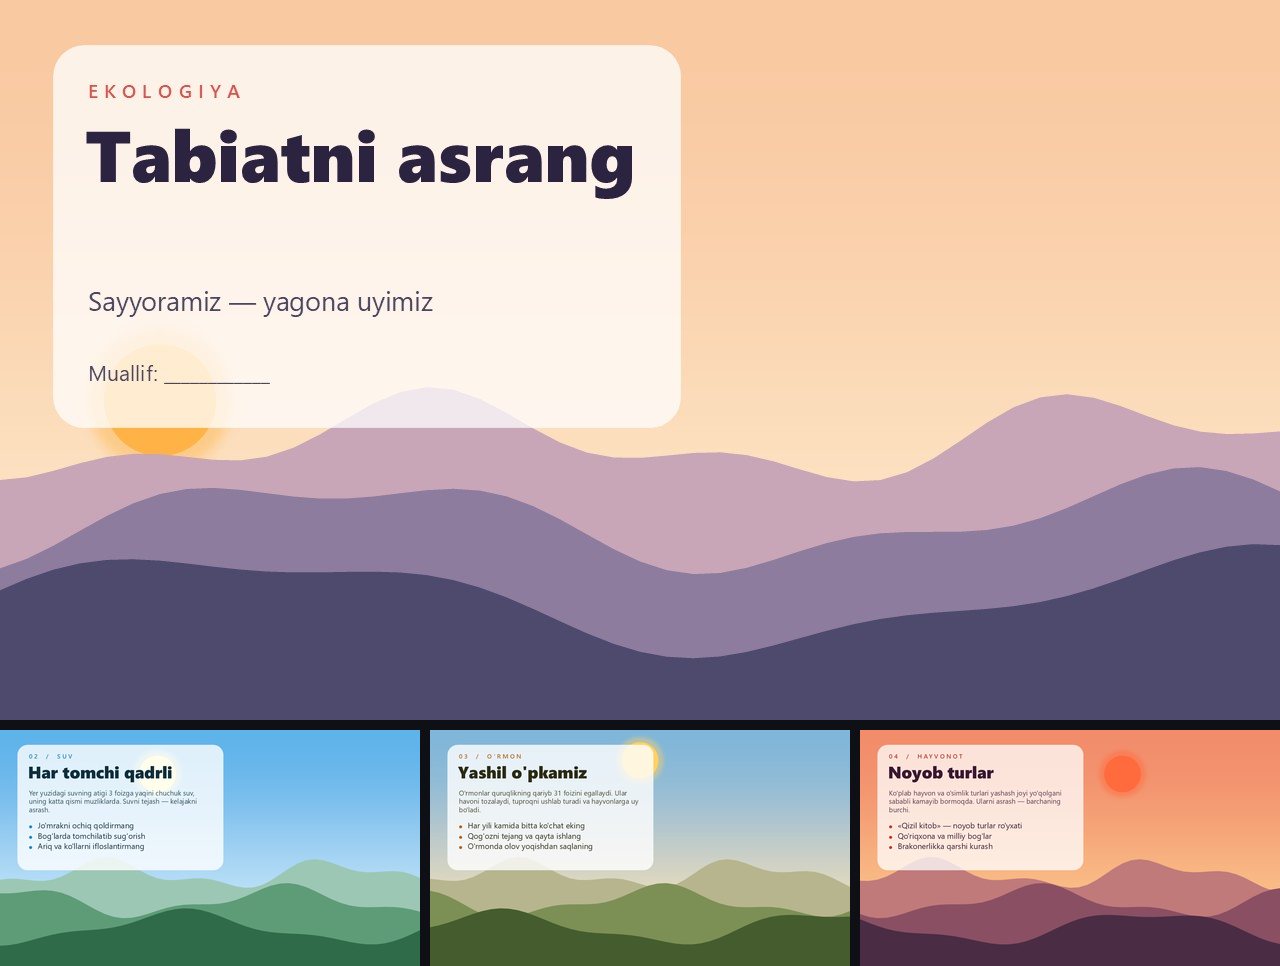 EKOLOGIYA
Tabiatni asrang
Sayyoramiz — yagona uyimiz
Muallif: ____________
02 / SUV
Har tomchi qadrli
Yer yuzidagi suvning atigi 3 foizga yaqini chuchuk suv,
uning katta qismi muzliklarda. Suvni tejash — kelajakni
asrash.
• Jo'mrakni ochiq qoldirmang
• Bog'larda tomchilatib sug'orish
• Ariq va ko'llarni ifloslantirmang
03 / O'RMON
Yashil o'pkamiz
O'rmonlar quruqlikning qariyb 31 foizini egallaydi. Ular
havoni tozalaydi, tuproqni ushlab turadi va hayvonlarga uy
bo'ladi.
• Har yili kamida bitta ko'chat eking
• Qog'ozni tejang va qayta ishlang
• O'rmonda olov yoqishdan saqlaning
04 / HAYVONOT
Noyob turlar
Ko'plab hayvon va o'simlik turlari yashash joyi yo'qolgani
sababli kamayib bormoqda. Ularni asrash — barchaning
burchi.
• «Qizil kitob» — noyob turlar ro'yxati
• Qo'riqxona va milliy bog'lar
• Brakonerlikka qarshi kurash